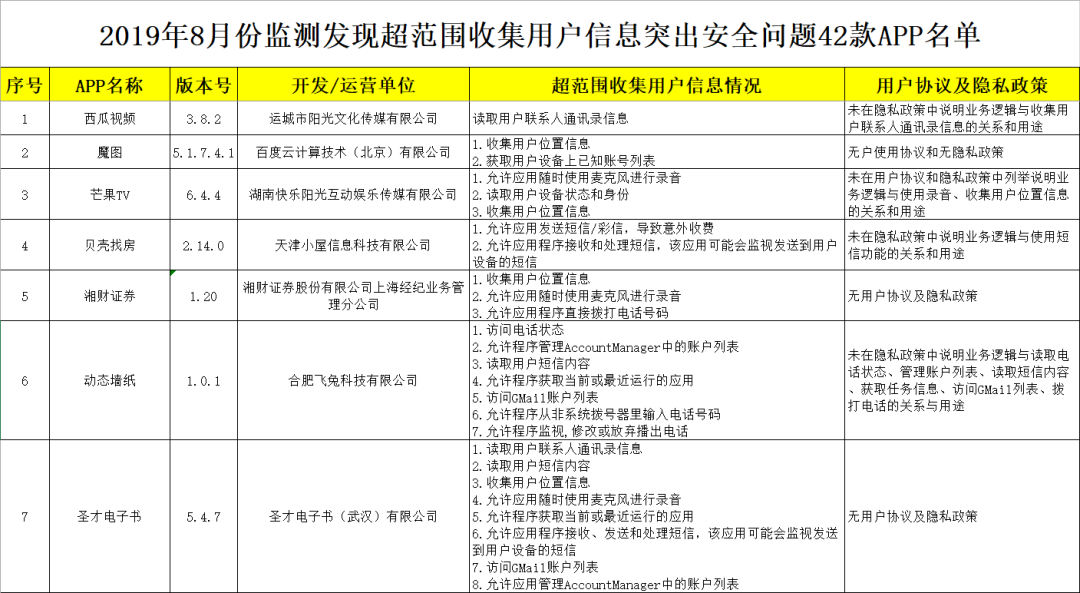 2019年8月份监测发现超范围收集用户信息突出安全问题42款APP名单
序号 APP名称 版本号 开发/运营单位 超范围收集用户信息情况 用户协议及隐私政策
1 西瓜视频 3.8.2 运城市阳光文化传媒有限公司 读取用户联系人通讯录信息 未在隐私政策中说明业务逻辑与收集用
户联系人通讯录信息的关系和用途
2 魔图 5.1.7.4.1 百度云计算技术（北京）有限公司 1.收集用户位置信息
2.获取用户设备上已知账号列表
无户使用协议和无隐私政策
3 芒果TV 6.4.4 湖南快乐阳光互动娱乐传媒有限公司 1.允许应用随时使用麦克风进行录音
2.读取用户设备状态和身份
3.收集用户位置信息
未在用户协议和隐私政策中列举说明业
务逻辑与使用录音、收集用户位置信息
的关系和用途
4 贝壳找房 2.14.0 天津小屋信息科技有限公司 1.允许应用发送短信/彩信，导致意外收费
2.允许应用程序接收和处理短信，该应用可能会监视发送到用户
设备的短信
未在隐私政策中说明业务逻辑与使用短
信功能的关系和用途
5 湘财证券 1.20 湘财证券股份有限公司上海经纪业务管
理分公司
1.收集用户位置信息
2.允许应用随时使用麦克风进行录音
3.允许应用程序直接拨打电话号码
无用户协议及隐私政策
6 动态墙纸 1.0.1 合肥飞兔科技有限公司 1.访问电话状态
2.允许程序管理AccountManager中的账户列表
3.读取用户短信内容
4.允许程序获取当前或最近运行的应用
5.访问GMail账户列表
6.允许程序从非系统拨号器里输入电话号码
7.允许程序监视,修改或放弃播出电话
未在隐私政策中说明业务逻辑与读取电
话状态、管理账户列表、读取短信内容
、获取任务信息、访问GMail列表、拨
打电话的关系与用途
7 圣才电子书 5.4.7 圣才电子书（武汉）有限公司 1.读取用户联系人通讯录信息
2.读取用户短信内容
3.收集用户位置信息
4.允许应用随时使用麦克风进行录音
5.允许程序获取当前或最近运行的应用
6.允许应用程序接收、发送和处理短信，该应用可能会监视发送
到用户设备的短信
7.访问GMail账户列表
8.允许应用管理AccountManager中的账户列表
无用户协议及隐私政策